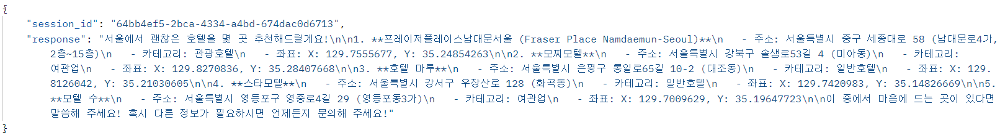 {
"session_id": "64bb4ef5-2bca-4334-a4bd-674dac0d6713",
"response": "서울에서 괜찮은 호텔을 몇 곳 추천해드릴게요!\n\n1. **프레이저플레이스남대문서울 (Fraser Place Namdaemun-Seoul)**\n   - 주소: 서울특별시 중구 세종대로 58 (남대문로4가,
2층~15층)\n   - 카테고리: 관광호텔\n   - 좌표: X: 129.7555677, Y: 35.24854263\n\n2. **모찌모텔**\n   - 주소: 서울특별시 강북구 솔샘로53길 4 (미아동)\n   - 카테고리:
여관업\n   - 좌표: X: 129.8270836, Y: 35.28407668\n\n3. **호텔 마루**\n   - 주소: 서울특별시 은평구 통일로65길 10-2 (대조동)\n   - 카테고리: 일반호텔\n   - 좌표: X: 129.
8126042, Y: 35.21030605\n\n4. **스타모텔**\n   - 주소: 서울특별시 강서구 우장산로 128 (화곡동)\n   - 카테고리: 일반호텔\n   - 좌표: X: 129.7420983, Y: 35.14826669\n\n5.
**모텔 수**\n   - 주소: 서울특별시 영등포구 영중로4길 29 (영등포동3가)\n   - 카테고리: 여관업\n   - 좌표: X: 129.7009629, Y: 35.19647723\n\n이 중에서 마음에 드는 곳이 있다면
말씀해 주세요! 혹시 다른 정보가 필요하시면 언제든지 문의해 주세요!"
}